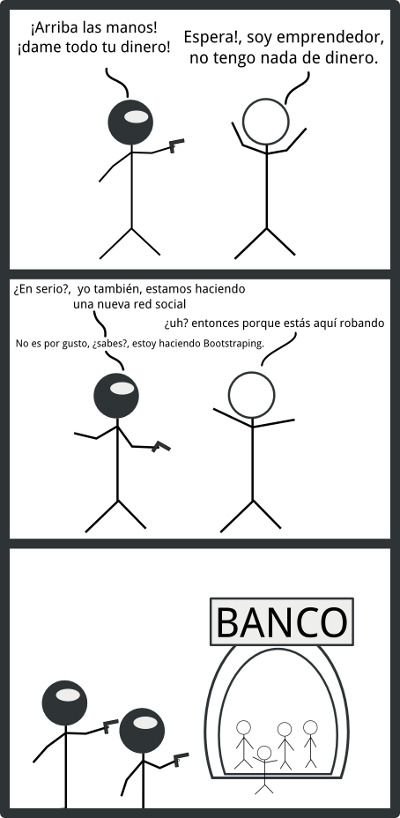 ¡Arriba las manos!
¡dame todo tu dinero!
Espera!, soy emprendedor,
no tengo nada de dinero.
¿En serio?, yo también, estamos haciendo
una nueva red social
¿uh? entonces porque estás aquí robando
No es por gusto, ¿sabes?, estoy haciendo Bootstraping.
BANCO